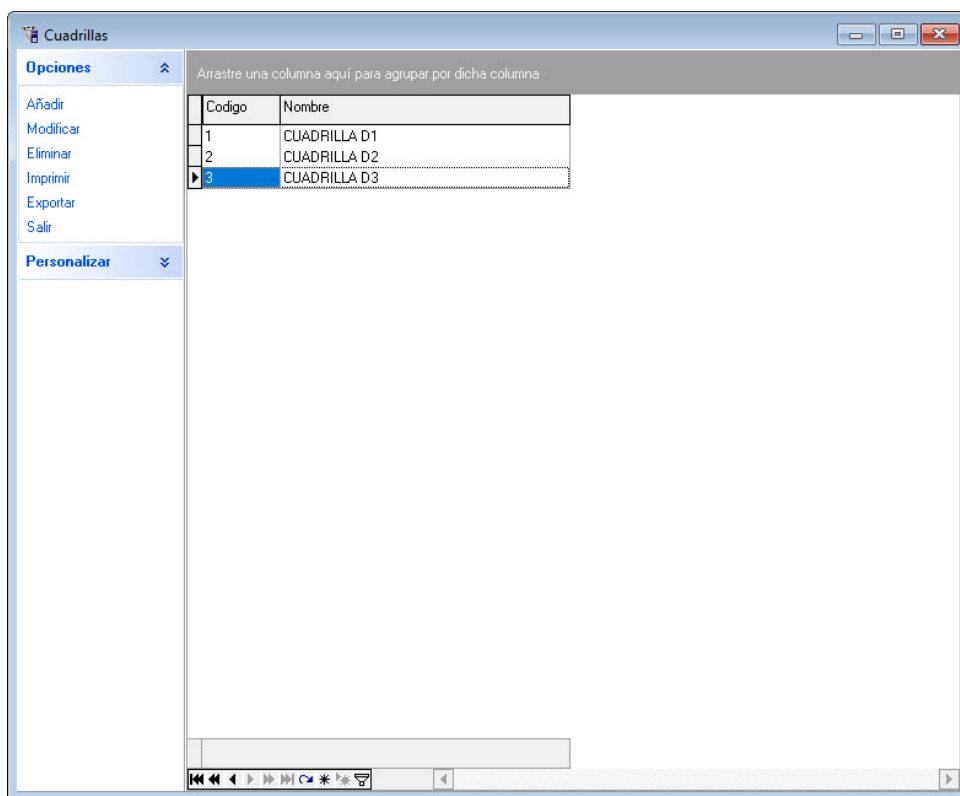 Cuadrillas
Opciones
Añadir
Modificar
Eliminar
Imprimir
Exportar
Salir
Personalizar
Arrastre una columna aquí para agrupar por dicha columna
Codigo Nombre
1 CUADRILLA D1
2 CUADRILLA D2
3 CUADRILLA D3